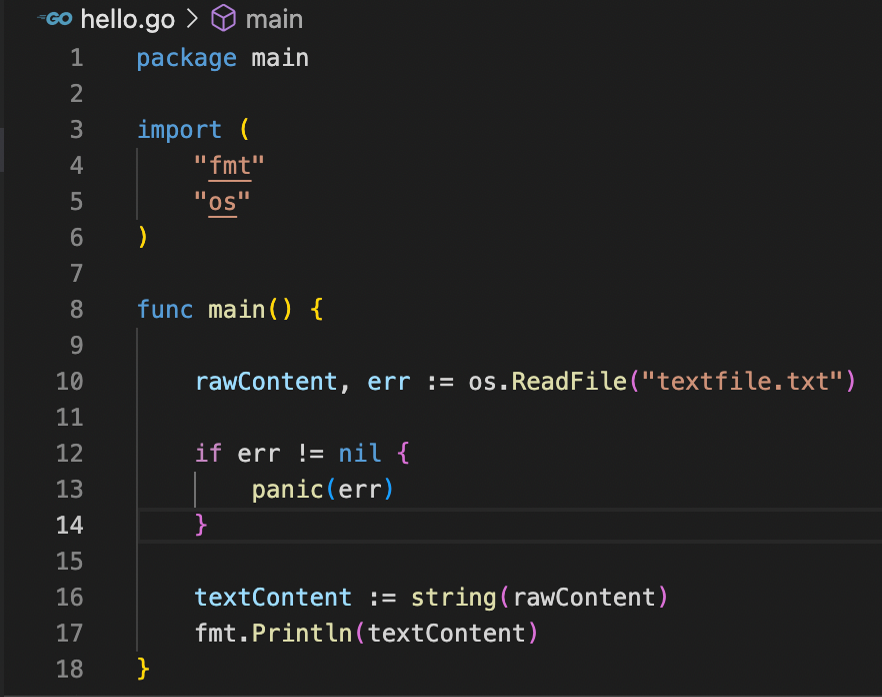 GO hello.go > main
1 package main
2
3 import (
4     "fmt"
5     "os"
6 )
7
8 func main() {
9
10     rawContent, err := os.ReadFile("textfile.txt")
11
12     if err != nil {
13         panic(err)
14     }
15
16     textContent := string(rawContent)
17     fmt.Println(textContent)
18 }